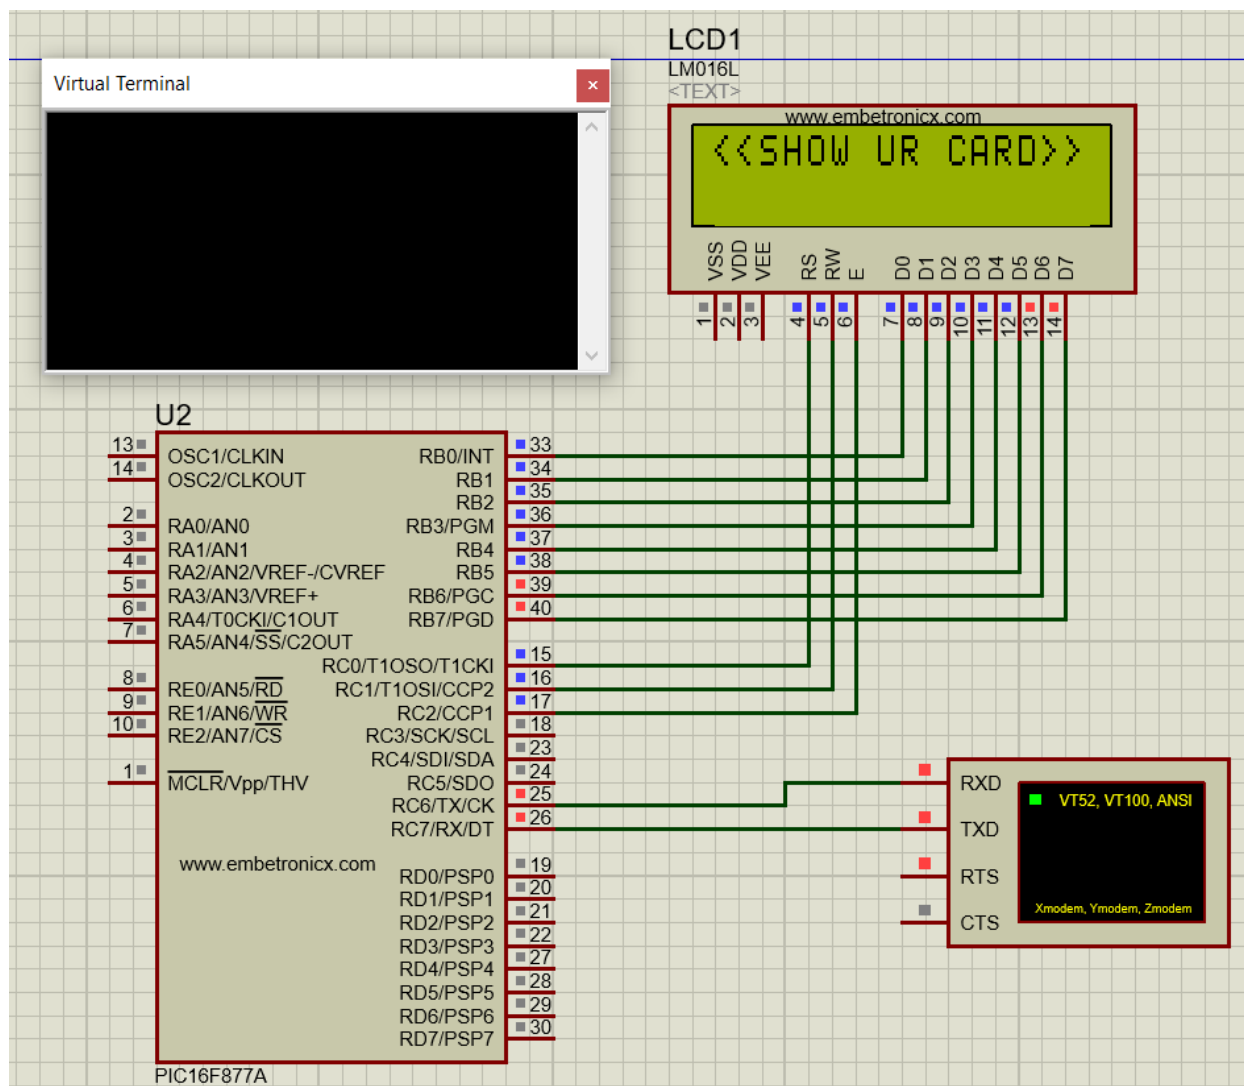 LCD1
LM016L
<TEXT>
Virtual Terminal
x
www.embetronicx.com
<<SHOW UR CARD>>
VSS VDD VEE RS RW E D0 D1 D2 D3 D4 D5 D6 D7
1 2 3 4 5 6 7 8 9 10 11 12 13 14
U2
13 OSC1/CLKIN RB0/INT 33
14 OSC2/CLKOUT RB1 34
RB2 35
2 RA0/AN0 RB3/PGM 36
3 RA1/AN1 RB4 37
4 RA2/AN2/VREF-/CVREF RB5 38
5 RA3/AN3/VREF+ RB6/PGC 39
6 RA4/T0CKI/C1OUT RB7/PGD 40
7 RA5/AN4/SS/C2OUT
RC0/T1OSO/T1CKI 15
8 RE0/AN5/RD RC1/T1OSI/CCP2 16
9 RE1/AN6/WR RC2/CCP1 17
10 RE2/AN7/CS RC3/SCK/SCL 18
RC4/SDI/SDA 23
1 MCLR/Vpp/THV RC5/SDO 24
RC6/TX/CK 25
RC7/RX/DT 26
www.embetronicx.com
RD0/PSP0 19
RD1/PSP1 20
RD2/PSP2 21
RD3/PSP3 22
RD4/PSP4 27
RD5/PSP5 28
RD6/PSP6 29
RD7/PSP7 30
PIC16F877A
RXD
TXD
RTS
CTS
VT52, VT100, ANSI
Xmodem, Ymodem, Zmodem